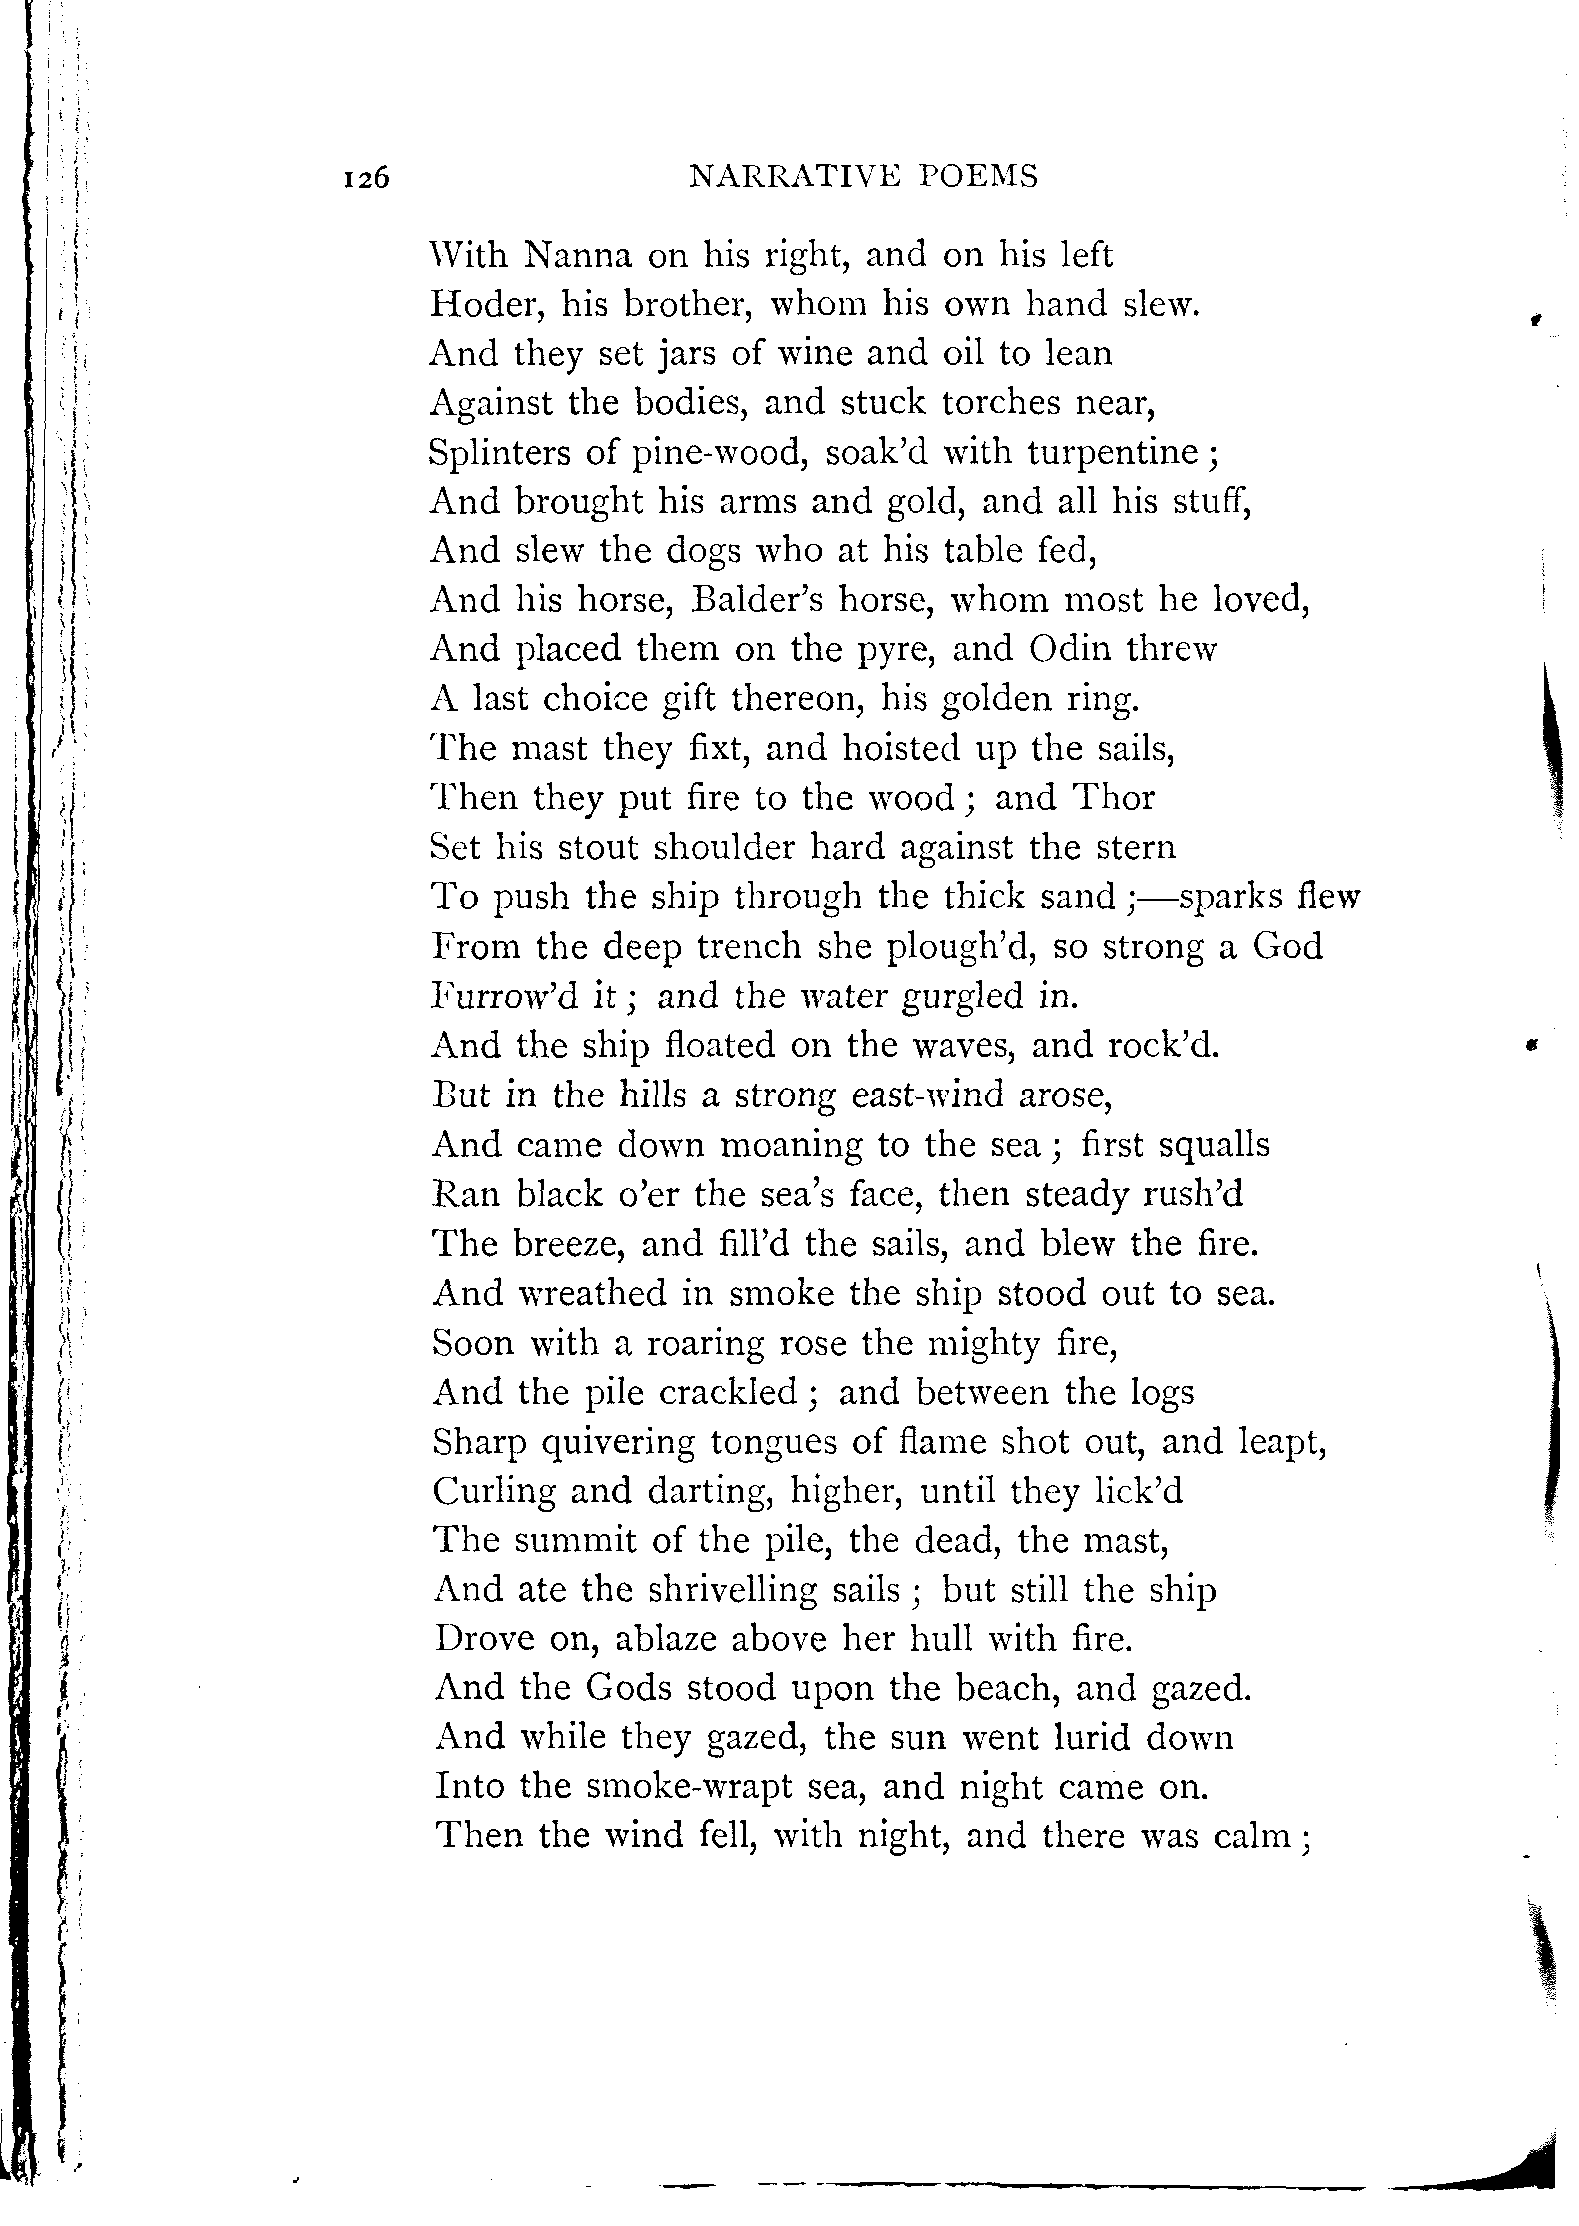 126 NARRATIVE POEMS
With Nanna on his right, and on his left
Hoder, his brother, whom his own hand slew.
And they set jars of wine and oil to lean
Against the bodies, and stuck torches near,
Splinters of pine-wood, soak'd with turpentine ;
And brought his arms and gold, and all his stuff,
And slew the dogs who at his table fed,
And his horse, Balder's horse, whom most he loved,
And placed them on the pyre, and Odin threw
A last choice gift thereon, his golden ring.
The mast they fixt, and hoisted up the sails,
Then they put fire to the wood ; and Thor
Set his stout shoulder hard against the stern
To push the ship through the thick sand ;—sparks flew
From the deep trench she plough'd, so strong a God
Furrow'd it ; and the water gurgled in.
And the ship floated on the waves, and rock'd.
But in the hills a strong east-wind arose,
And came down moaning to the sea ; first squalls
Ran black o'er the sea's face, then steady rush'd
The breeze, and fill'd the sails, and blew the fire.
And wreathed in smoke the ship stood out to sea.
Soon with a roaring rose the mighty fire,
And the pile crackled ; and between the logs
Sharp quivering tongues of flame shot out, and leapt,
Curling and darting, higher, until they lick'd
The summit of the pile, the dead, the mast,
And ate the shrivelling sails ; but still the ship
Drove on, ablaze above her hull with fire.
And the Gods stood upon the beach, and gazed.
And while they gazed, the sun went lurid down
Into the smoke-wrapt sea, and night came on.
Then the wind fell, with night, and there was calm ;